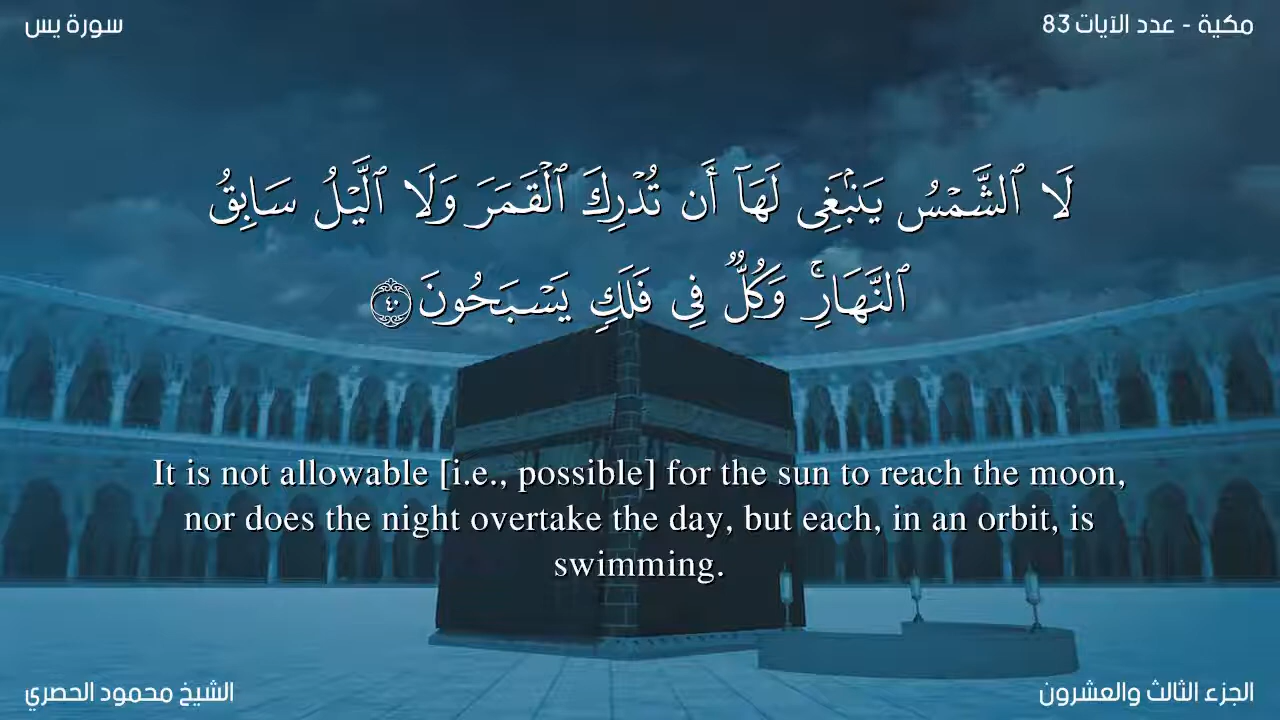 سورة يس
مكية - عدد الآيات 83
لَا ٱلشَّمْسُ يَنۢبَغِى لَهَآ أَن تُدْرِكَ ٱلْقَمَرَ وَلَا ٱلَّيْلُ سَابِقُ
ٱلنَّهَارِ ۚ وَكُلٌّ فِى فَلَكٍ يَسْبَحُونَ ٤٠
It is not allowable [i.e., possible] for the sun to reach the moon,
nor does the night overtake the day, but each, in an orbit, is
swimming.
الشيخ محمود الحصري
الجزء الثالث والعشرون